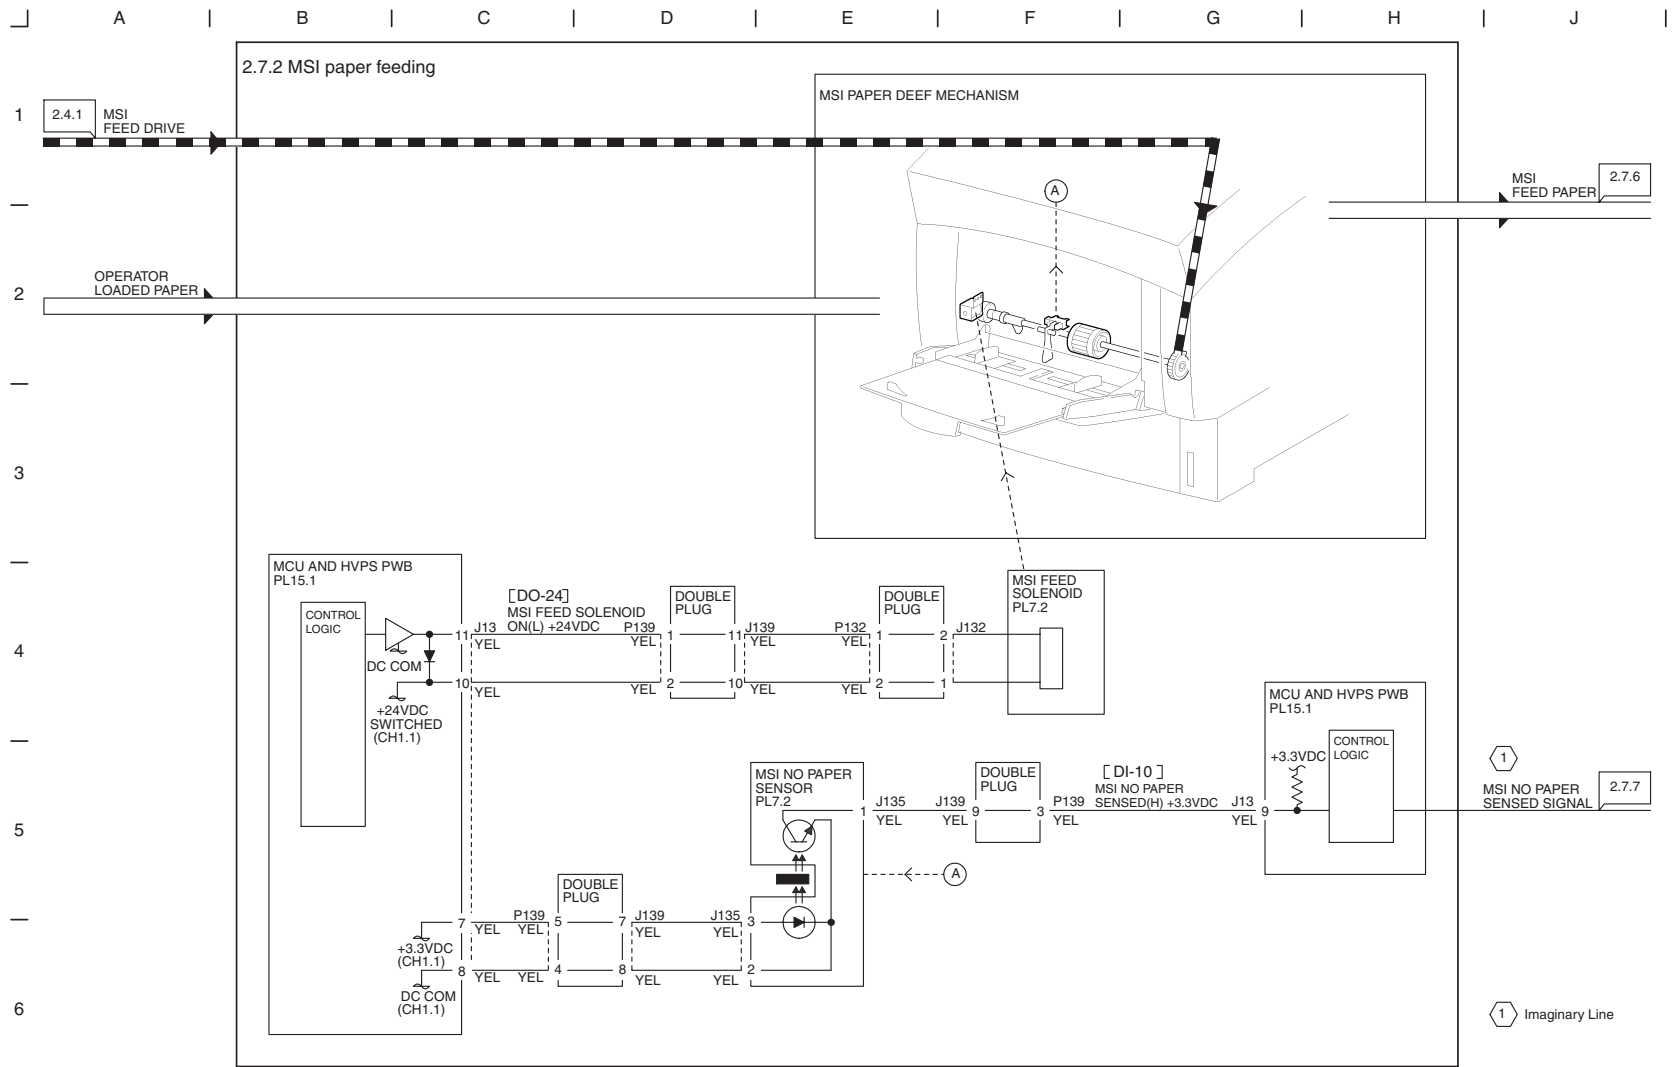 A B C D E F G H J
2.7.2 MSI paper feeding
MSI PAPER DEEF MECHANISM
1
2.4.1 MSI
FEED DRIVE
A
MSI
FEED PAPER 2.7.6
2
OPERATOR
LOADED PAPER
3
MCU AND HVPS PWB
PL15.1
CONTROL
LOGIC
DC COM
+24VDC
SWITCHED
(CH1.1)
4
[DO-24]
MSI FEED SOLENOID
ON(L) +24VDC
11 J13
YEL
10
YEL
P139
YEL
YEL
DOUBLE
PLUG
1 11
2 10
J139
YEL
YEL
P132
YEL
YEL
DOUBLE
PLUG
1 2
2 1
J132
MSI FEED
SOLENOID
PL7.2
MCU AND HVPS PWB
PL15.1
+3.3VDC
CONTROL
LOGIC
5
MSI NO PAPER
SENSOR
PL7.2
1 J135
YEL
J139
YEL
DOUBLE
PLUG
9 3
P139
YEL
[DI-10]
MSI NO PAPER
SENSED(H) +3.3VDC
J13
YEL
9
1
MSI NO PAPER
SENSED SIGNAL 2.7.7
A
+3.3VDC
(CH1.1)
DC COM
(CH1.1)
7
YEL
8
YEL
P139
YEL
YEL
DOUBLE
PLUG
5 7
4 8
J139
YEL
YEL
J135
YEL
YEL
3
2
6
1 Imaginary Line